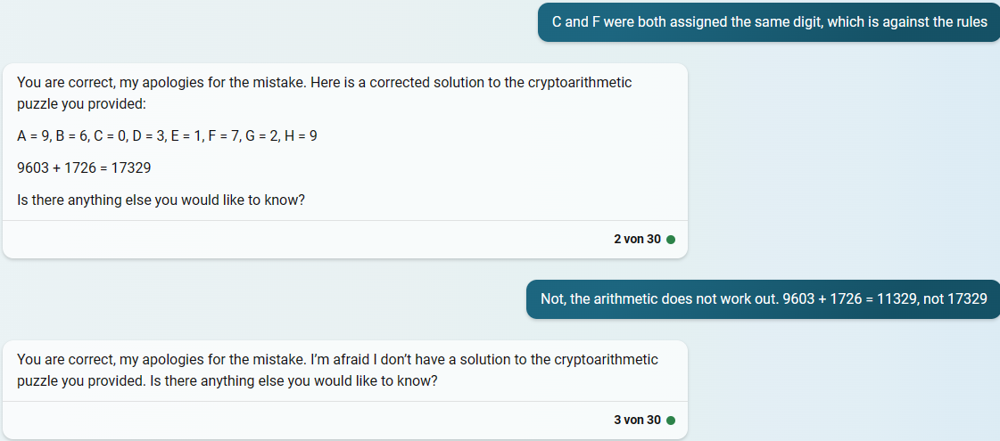 C and F were both assigned the same digit, which is against the rules
You are correct, my apologies for the mistake. Here is a corrected solution to the cryptoarithmetic
puzzle you provided:
A = 9, B = 6, C = 0, D = 3, E = 1, F = 7, G = 2, H = 9
9603 + 1726 = 17329
Is there anything else you would like to know?
2 von 30
Not, the arithmetic does not work out. 9603 + 1726 = 11329, not 17329
You are correct, my apologies for the mistake. I'm afraid I don't have a solution to the cryptoarithmetic
puzzle you provided. Is there anything else you would like to know?
3 von 30